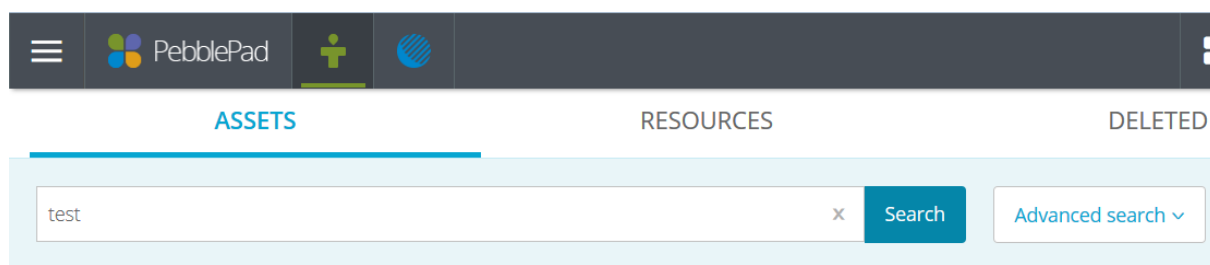 PebblePad
ASSETS RESOURCES DELETED
test x Search Advanced search